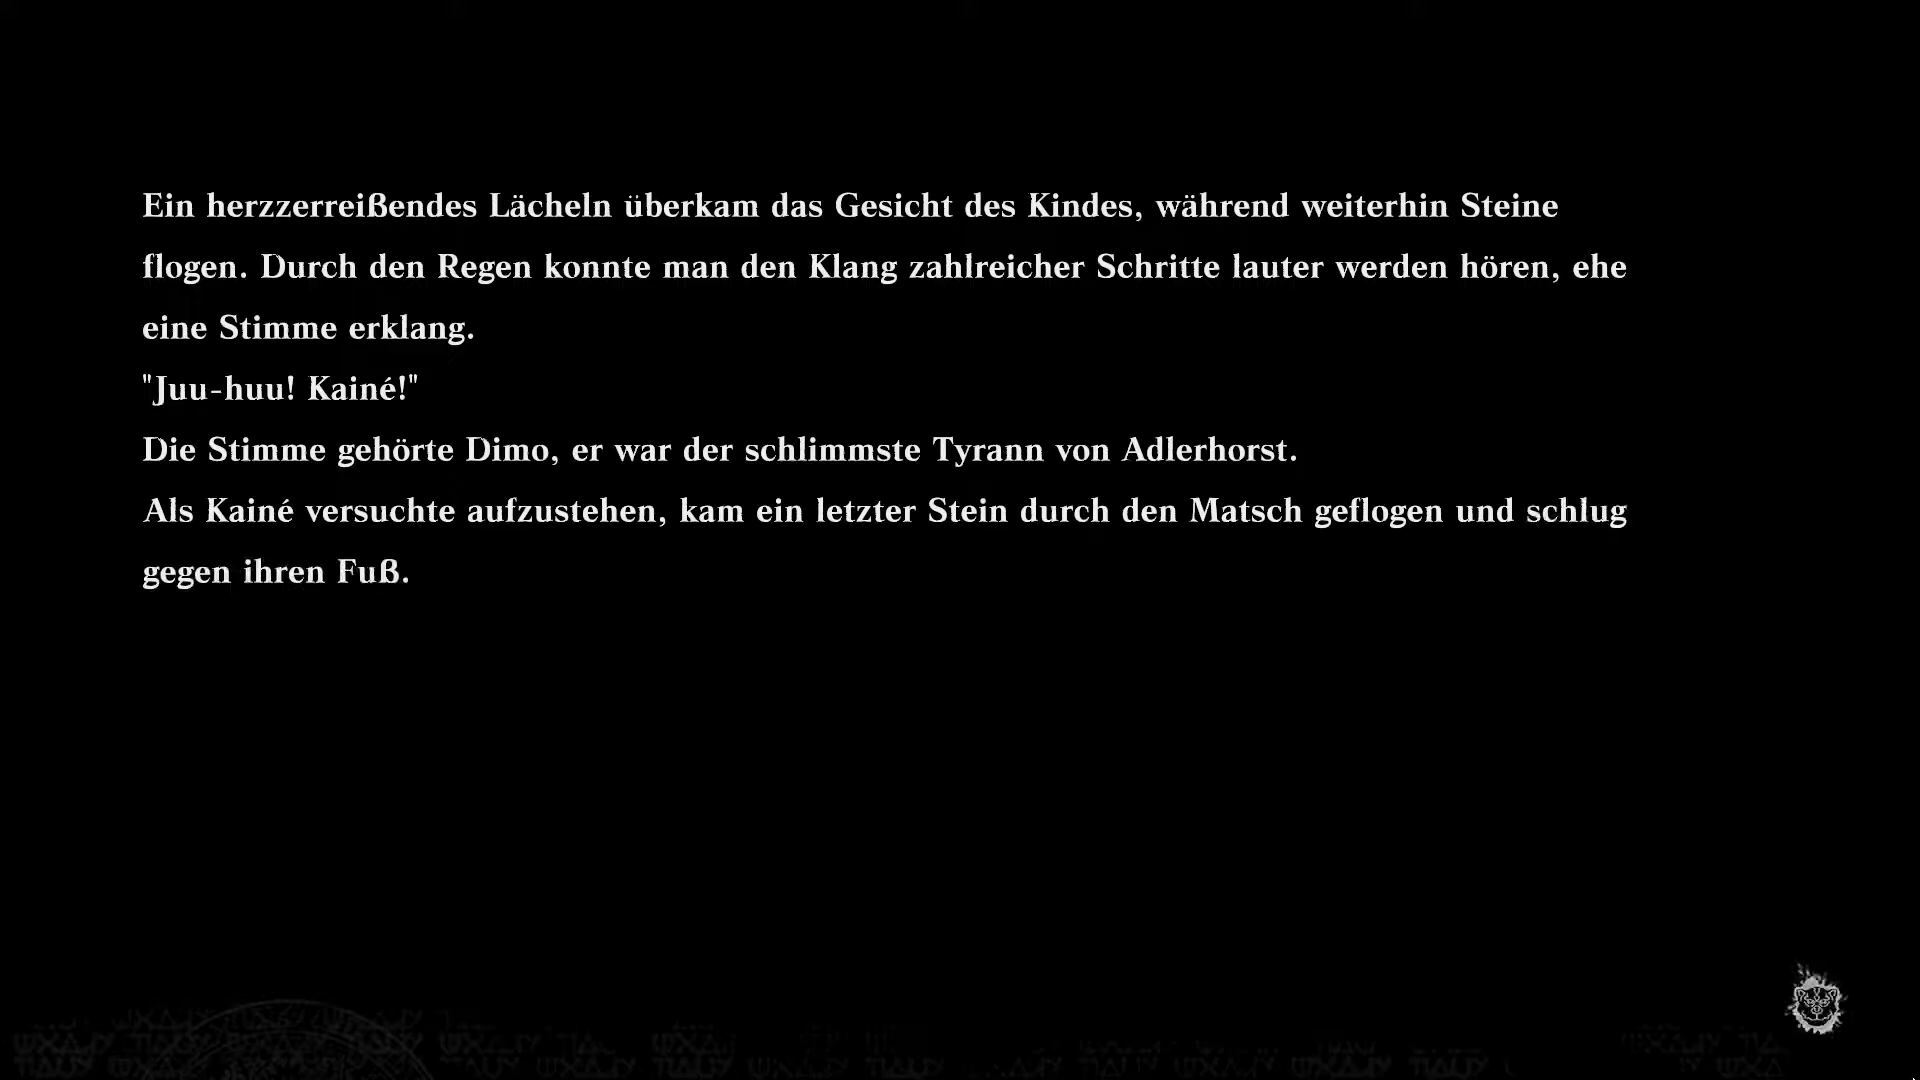 Ein herzzerreißendes Lächeln überkam das Gesicht des Kindes, während weiterhin Steine
flogen. Durch den Regen konnte man den Klang zahlreicher Schritte lauter werden hören, ehe
eine Stimme erklang.
"Juu-huu! Kainé!"
Die Stimme gehörte Dimo, er war der schlimmste Tyrann von Adlerhorst.
Als Kainé versuchte aufzustehen, kam ein letzter Stein durch den Matsch geflogen und schlug
gegen ihren Fuß.